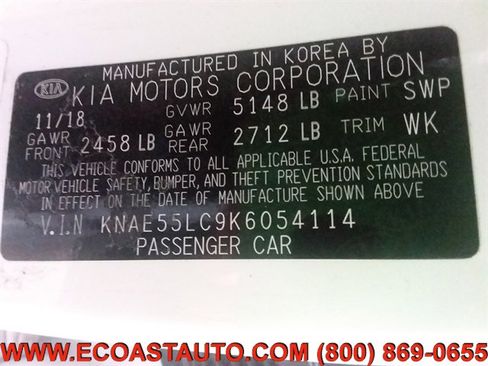 MANUFACTURED IN KOREA BY
KIA KIA MOTORS CORPORATION
11/18 GVWR 5148 LB PAINT SWP
GAWR FRONT 2458 LB GAWR REAR 2712 LB TRIM WK
THIS VEHICLE CONFORMS TO ALL APPLICABLE U.S.A. FEDERAL
MOTOR VEHICLE SAFETY, BUMPER, AND THEFT PREVENTION STANDARDS
IN EFFECT ON THE DATE OF MANUFACTURE SHOWN ABOVE
V.I.N KNAE55LC9K6054114
PASSENGER CAR
WWW.ECOASTAUTO.COM (800) 869-0655